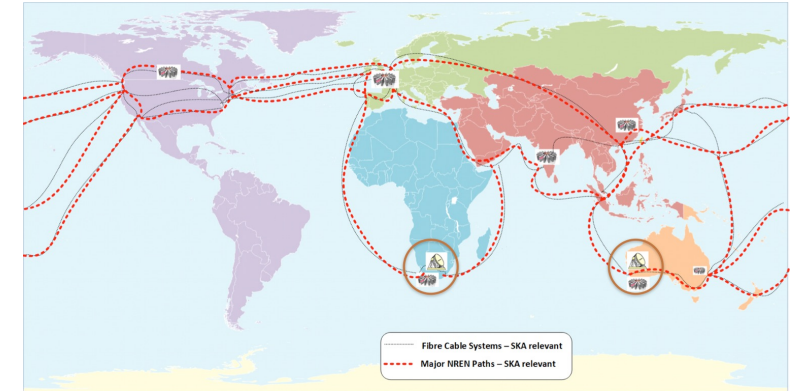 Fibre Cable Systems – SKA relevant
Major NREN Paths – SKA relevant